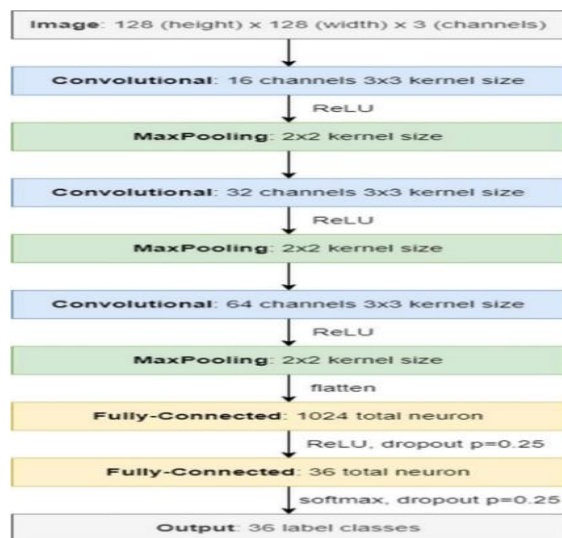 Image: 128 (height) x 128 (width) x 3 (channels)
Convolutional: 16 channels 3x3 kernel size
ReLU
MaxPooling: 2x2 kernel size
Convolutional: 32 channels 3x3 kernel size
ReLU
MaxPooling: 2x2 kernel size
Convolutional: 64 channels 3x3 kernel size
ReLU
MaxPooling: 2x2 kernel size
flatten
Fully-Connected: 1024 total neuron
ReLU, dropout p=0.25
Fully-Connected: 36 total neuron
softmax, dropout p=0.25
Output: 36 label classes